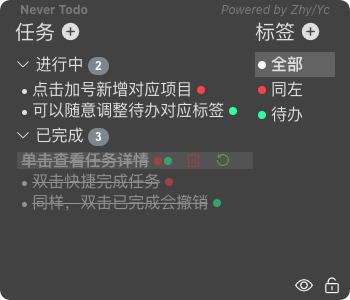 Never Todo
Powered by Zhy/Yc
任务
标签
进行中 2
点击加号新增对应项目
可以随意调整待办对应标签
已完成 3
单击查看任务详情
双击快捷完成任务
同样，双击已完成会撤销
全部
同左
待办